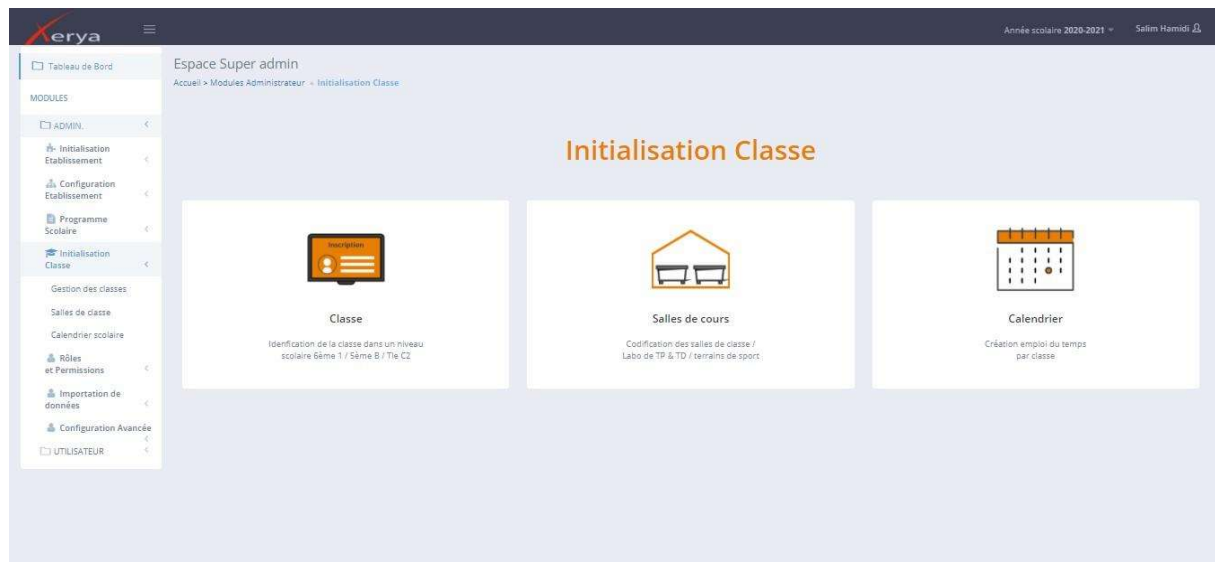 Xerya
Année scolaire 2020-2021
Salim Hamidi
Tableau de Bord
MODULES
ADMIN.
Initialisation
Etablissement
Configuration
Etablissement
Programme
Scolaire
Initialisation
Classe
Gestion des classes
Salles de classe
Calendrier scolaire
Rôles
et Permissions
Importation de
données
Configuration Avancée
UTILISATEUR
Espace Super admin
Accueil » Modules Administrateur » Initialisation Classe
Initialisation Classe
Inscription
Classe
Idenfication de la classe dans un niveau
scolaire 6ème 1 / 5ème B / Tle C2
Salles de cours
Codification des salles de classe /
Labo de TP & TD / terrains de sport
Calendrier
Création emploi du temps
par classe